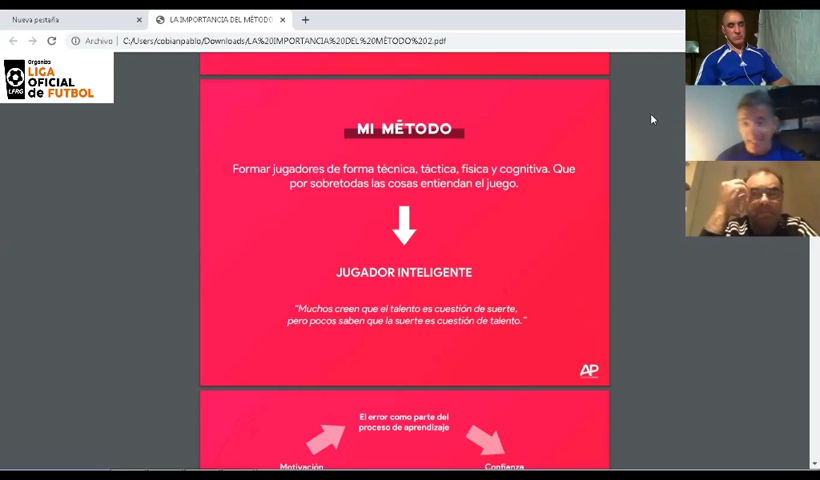 Nueva pestaña
LA IMPORTANCIA DEL MÉTODO
Archivo
C:/Users/cobianpablo/Downloads/LA%20IMPORTANCIA%20DEL%20MÉTODO%202.pdf
Organiza
LIGA
OFICIAL
de FUTBOL
LFRG
MI MÉTODO
Formar jugadores de forma técnica, táctica, física y cognitiva. Que
por sobretodas las cosas entiendan el juego.
JUGADOR INTELIGENTE
"Muchos creen que el talento es cuestión de suerte,
pero pocos saben que la suerte es cuestión de talento."
AP
El error como parte del
proceso de aprendizaje
Motivación
Confianza